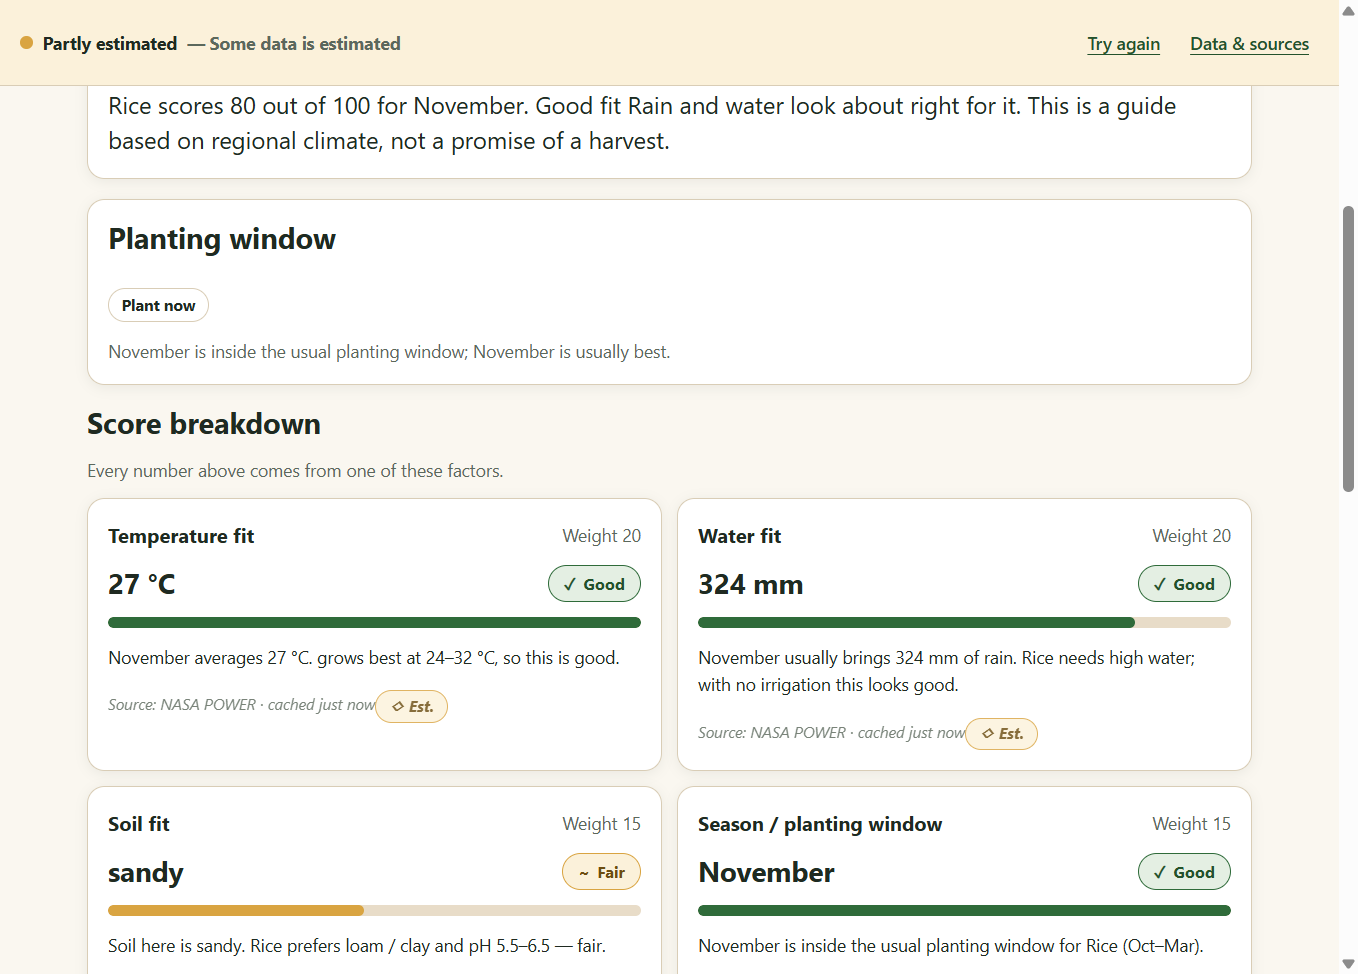 Partly estimated — Some data is estimated
Try again
Data & sources
Rice scores 80 out of 100 for November. Good fit Rain and water look about right for it. This is a guide
based on regional climate, not a promise of a harvest.
Planting window
Plant now
November is inside the usual planting window; November is usually best.
Score breakdown
Every number above comes from one of these factors.
Temperature fit
Weight 20
27 °C
✓ Good
November averages 27 °C. grows best at 24–32 °C, so this is good.
Source: NASA POWER · cached just now
◇ Est.
Water fit
Weight 20
324 mm
✓ Good
November usually brings 324 mm of rain. Rice needs high water;
with no irrigation this looks good.
Source: NASA POWER · cached just now
◇ Est.
Soil fit
Weight 15
sandy
~ Fair
Soil here is sandy. Rice prefers loam / clay and pH 5.5–6.5 — fair.
Season / planting window
Weight 15
November
✓ Good
November is inside the usual planting window for Rice (Oct–Mar).